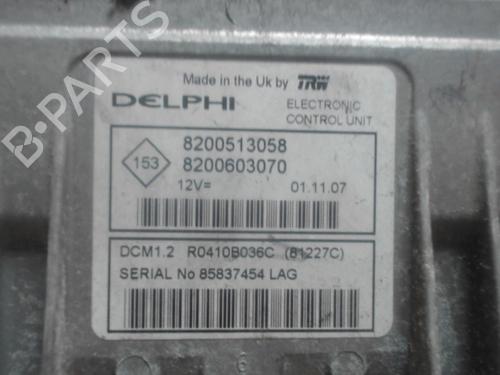 B-PARTS
Made in the Uk by TRW
DELPHI
ELECTRONIC
CONTROL UNIT
153
8200513058
8200603070
12V=
01.11.07
DCM1.2 R0410B036C (81227C)
SERIAL No 85837454 LAG